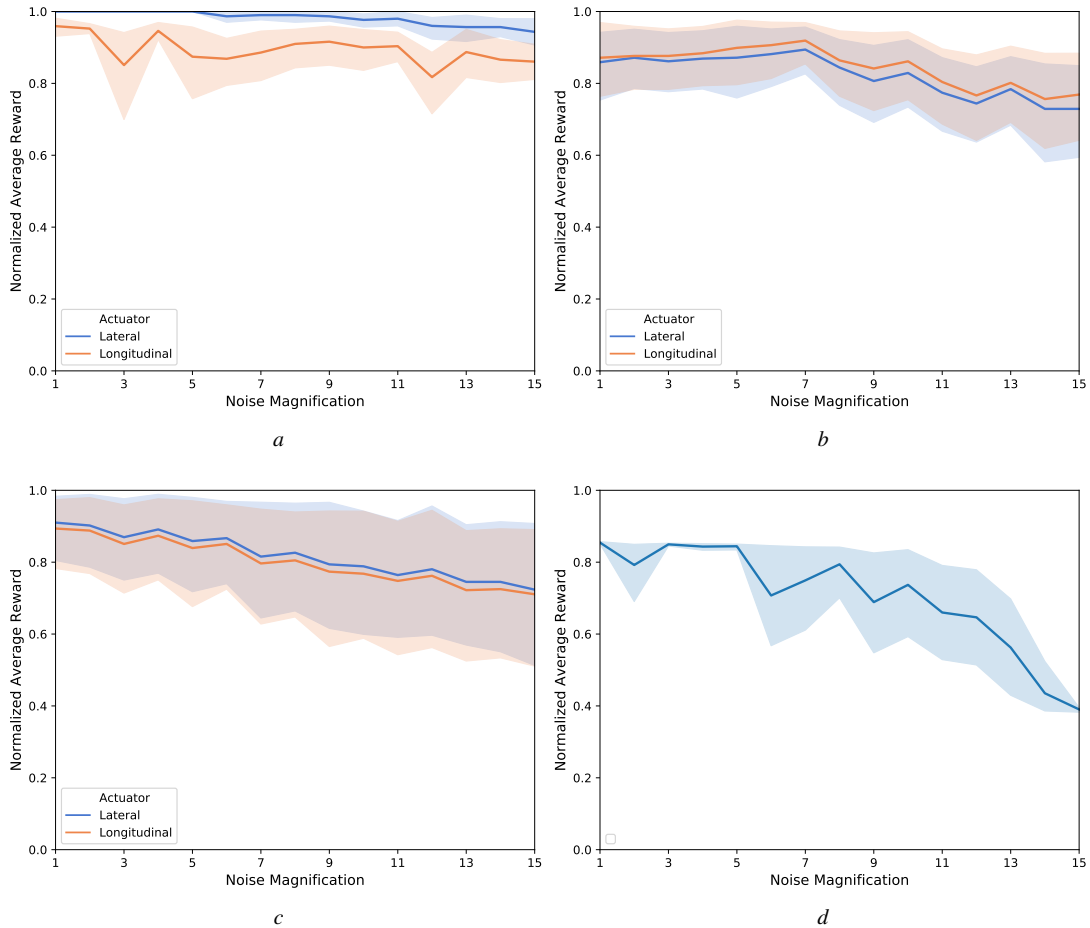 1.0
0.8
0.6
0.4
0.2
0.0
Normalized Average Reward
Actuator
Lateral
Longitudinal
1 3 5 7 9 11 13 15
Noise Magnification
a
1.0
0.8
0.6
0.4
0.2
0.0
Normalized Average Reward
Actuator
Lateral
Longitudinal
1 3 5 7 9 11 13 15
Noise Magnification
b
1.0
0.8
0.6
0.4
0.2
0.0
Normalized Average Reward
Actuator
Lateral
Longitudinal
1 3 5 7 9 11 13 15
Noise Magnification
c
1.0
0.8
0.6
0.4
0.2
0.0
Normalized Average Reward
1 3 5 7 9 11 13 15
Noise Magnification
d